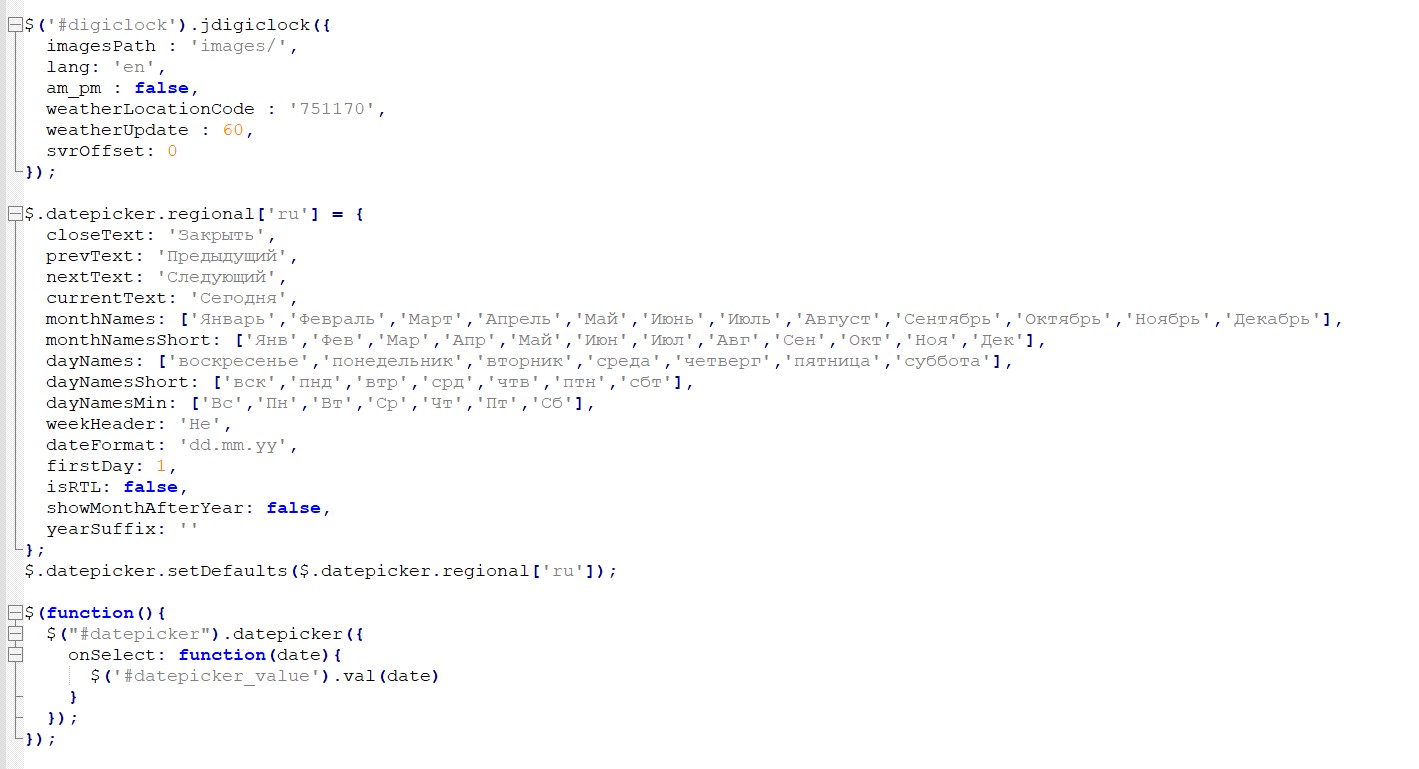 $('#digiclock').jdigiclock({
  imagesPath : 'images/',
  lang: 'en',
  am_pm : false,
  weatherLocationCode : '751170',
  weatherUpdate : 60,
  svrOffset: 0
});
$.datepicker.regional['ru'] = {
  closeText: 'Закрыть',
  prevText: 'Предыдущий',
  nextText: 'Следующий',
  currentText: 'Сегодня',
  monthNames: ['Январь','Февраль','Март','Апрель','Май','Июнь','Июль','Август','Сентябрь','Октябрь','Ноябрь','Декабрь'],
  monthNamesShort: ['Янв','Фев','Мар','Апр','Май','Июн','Июл','Авг','Сен','Окт','Ноя','Дек'],
  dayNames: ['воскресенье','понедельник','вторник','среда','четверг','пятница','суббота'],
  dayNamesShort: ['вск','пнд','втр','срд','чтв','птн','сбт'],
  dayNamesMin: ['Вс','Пн','Вт','Ср','Чт','Пт','Сб'],
  weekHeader: 'Не',
  dateFormat: 'dd.mm.yy',
  firstDay: 1,
  isRTL: false,
  showMonthAfterYear: false,
  yearSuffix: ''
};
$.datepicker.setDefaults($.datepicker.regional['ru']);
$(function(){
  $("#datepicker").datepicker({
    onSelect: function(date){
      $('#datepicker_value').val(date)
    }
  });
});